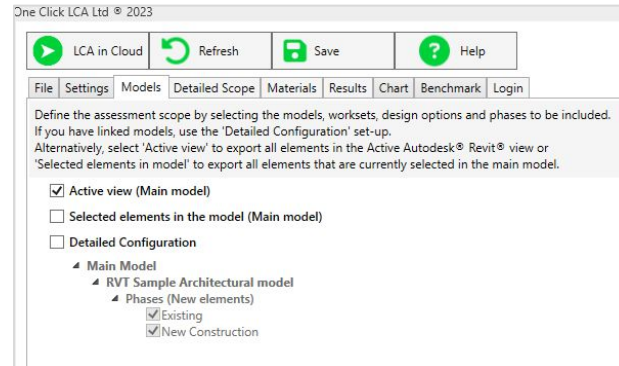 One Click LCA Ltd ® 2023
LCA in Cloud Refresh Save ? Help
File Settings Models Detailed Scope Materials Results Chart Benchmark Login
Define the assessment scope by selecting the models, worksets, design options and phases to be included.
If you have linked models, use the 'Detailed Configuration' set-up.
Alternatively, select 'Active view' to export all elements in the Active Autodesk® Revit® view or
'Selected elements in model' to export all elements that are currently selected in the main model.
Active view (Main model)
Selected elements in the model (Main model)
Detailed Configuration
Main Model
RVT Sample Architectural model
Phases (New elements)
Existing
New Construction